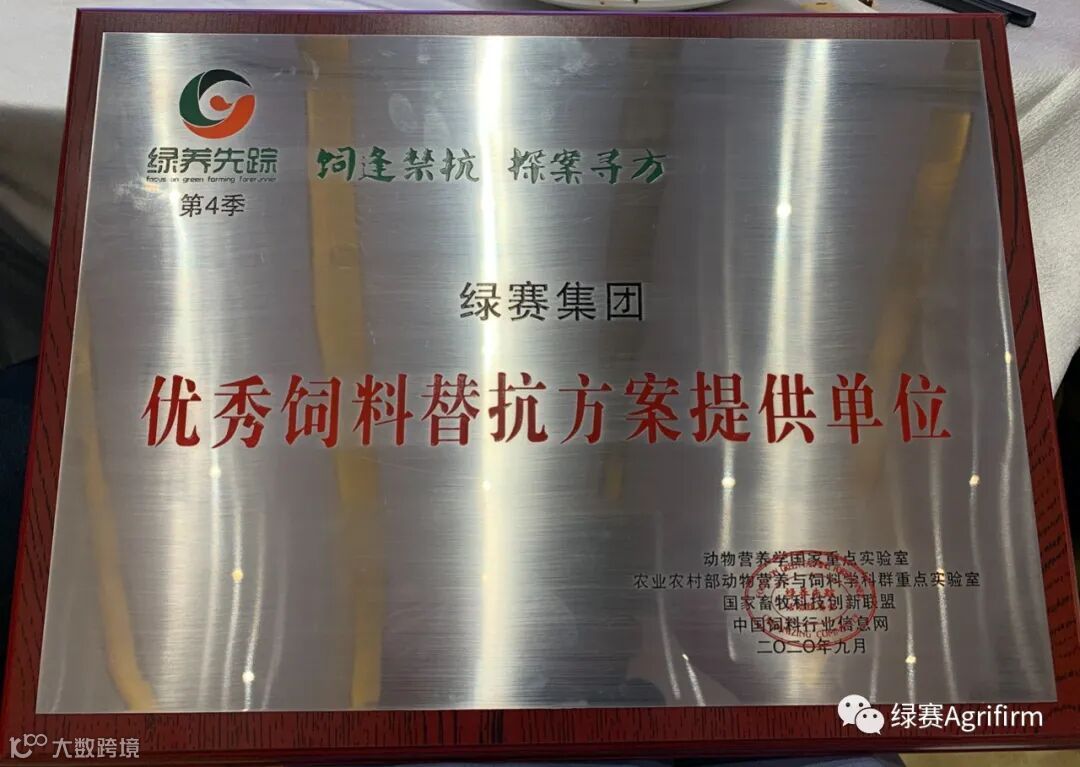 绿养先踪
focus on green farming forerunner
第4季
饲逢禁抗 探案寻方
绿赛集团
优秀饲料替抗方案提供单位
动物营养学国家重点实验室
农业农村部动物营养与饲料学科群重点实验室
国家畜牧科技创新联盟
中国饲料行业信息网
二〇二〇年九月
绿赛Agrifirm
大数跨境